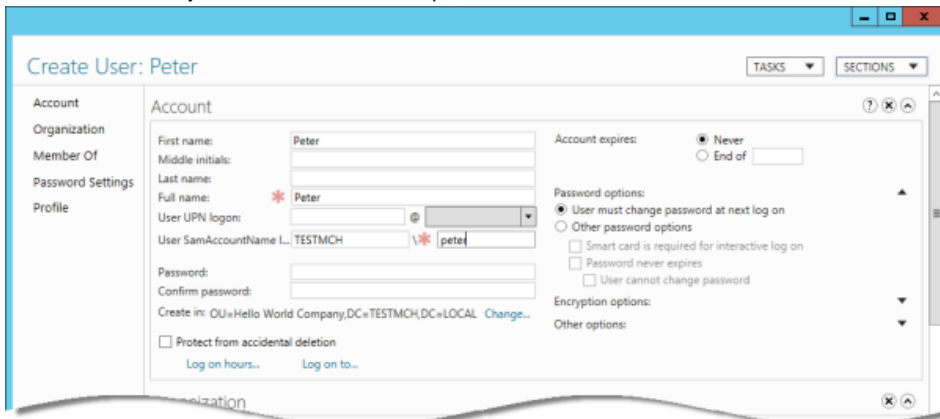 Create User: Peter
TASKS
SECTIONS
Account
Organization
Member Of
Password Settings
Profile
Account
First name: Peter
Middle initials:
Last name:
Full name: * Peter
User UPN logon: @
User SamAccountName l... TESTMCH \ * peter
Password:
Confirm password:
Create in: OU=Hello World Company,DC=TESTMCH,DC=LOCAL Change...
Protect from accidental deletion
Log on hours... Log on to...
Account expires: Never
End of
Password options:
User must change password at next log on
Other password options
Smart card is required for interactive log on
Password never expires
User cannot change password
Encryption options:
Other options: